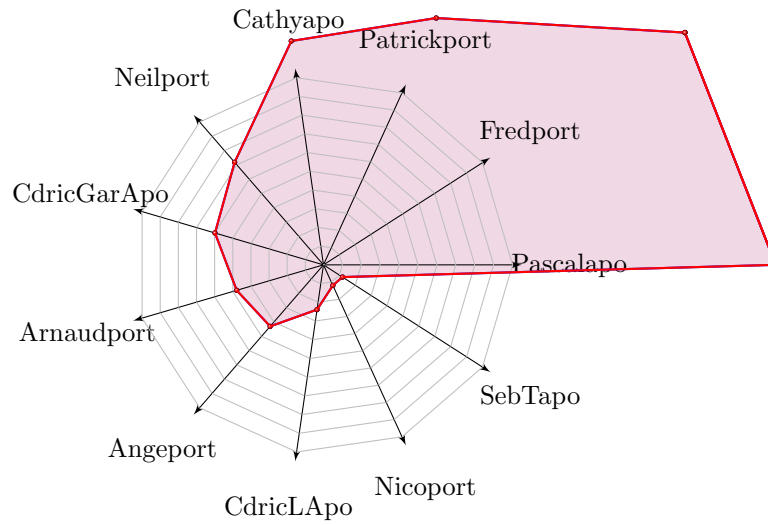 Cathyapo
Patrickport
Neilport
Fredport
CdricGarApo
Pascalapo
Arnaudport
SebTapo
Angeport
Nicoport
CdricLApo